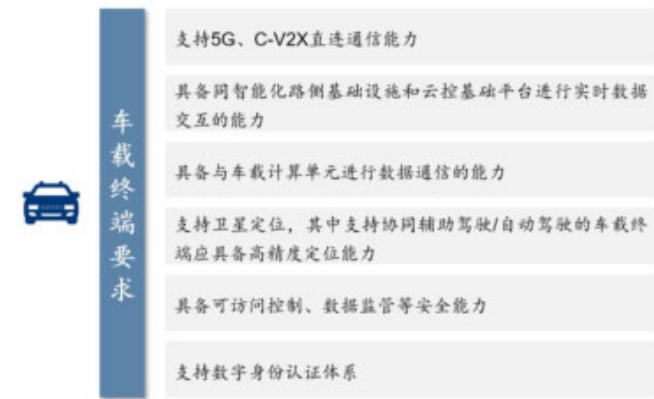 车载终端要求
支持5G、C-V2X直连通信能力
具备同智能化路侧基础设施和云控基础平台进行实时数据
交互的能力
具备与车载计算单元进行数据通信的能力
支持卫星定位，其中支持协同辅助驾驶/自动驾驶的车载终
端应具备高精度定位能力
具备可访问控制、数据监管等安全能力
支持数字身份认证体系